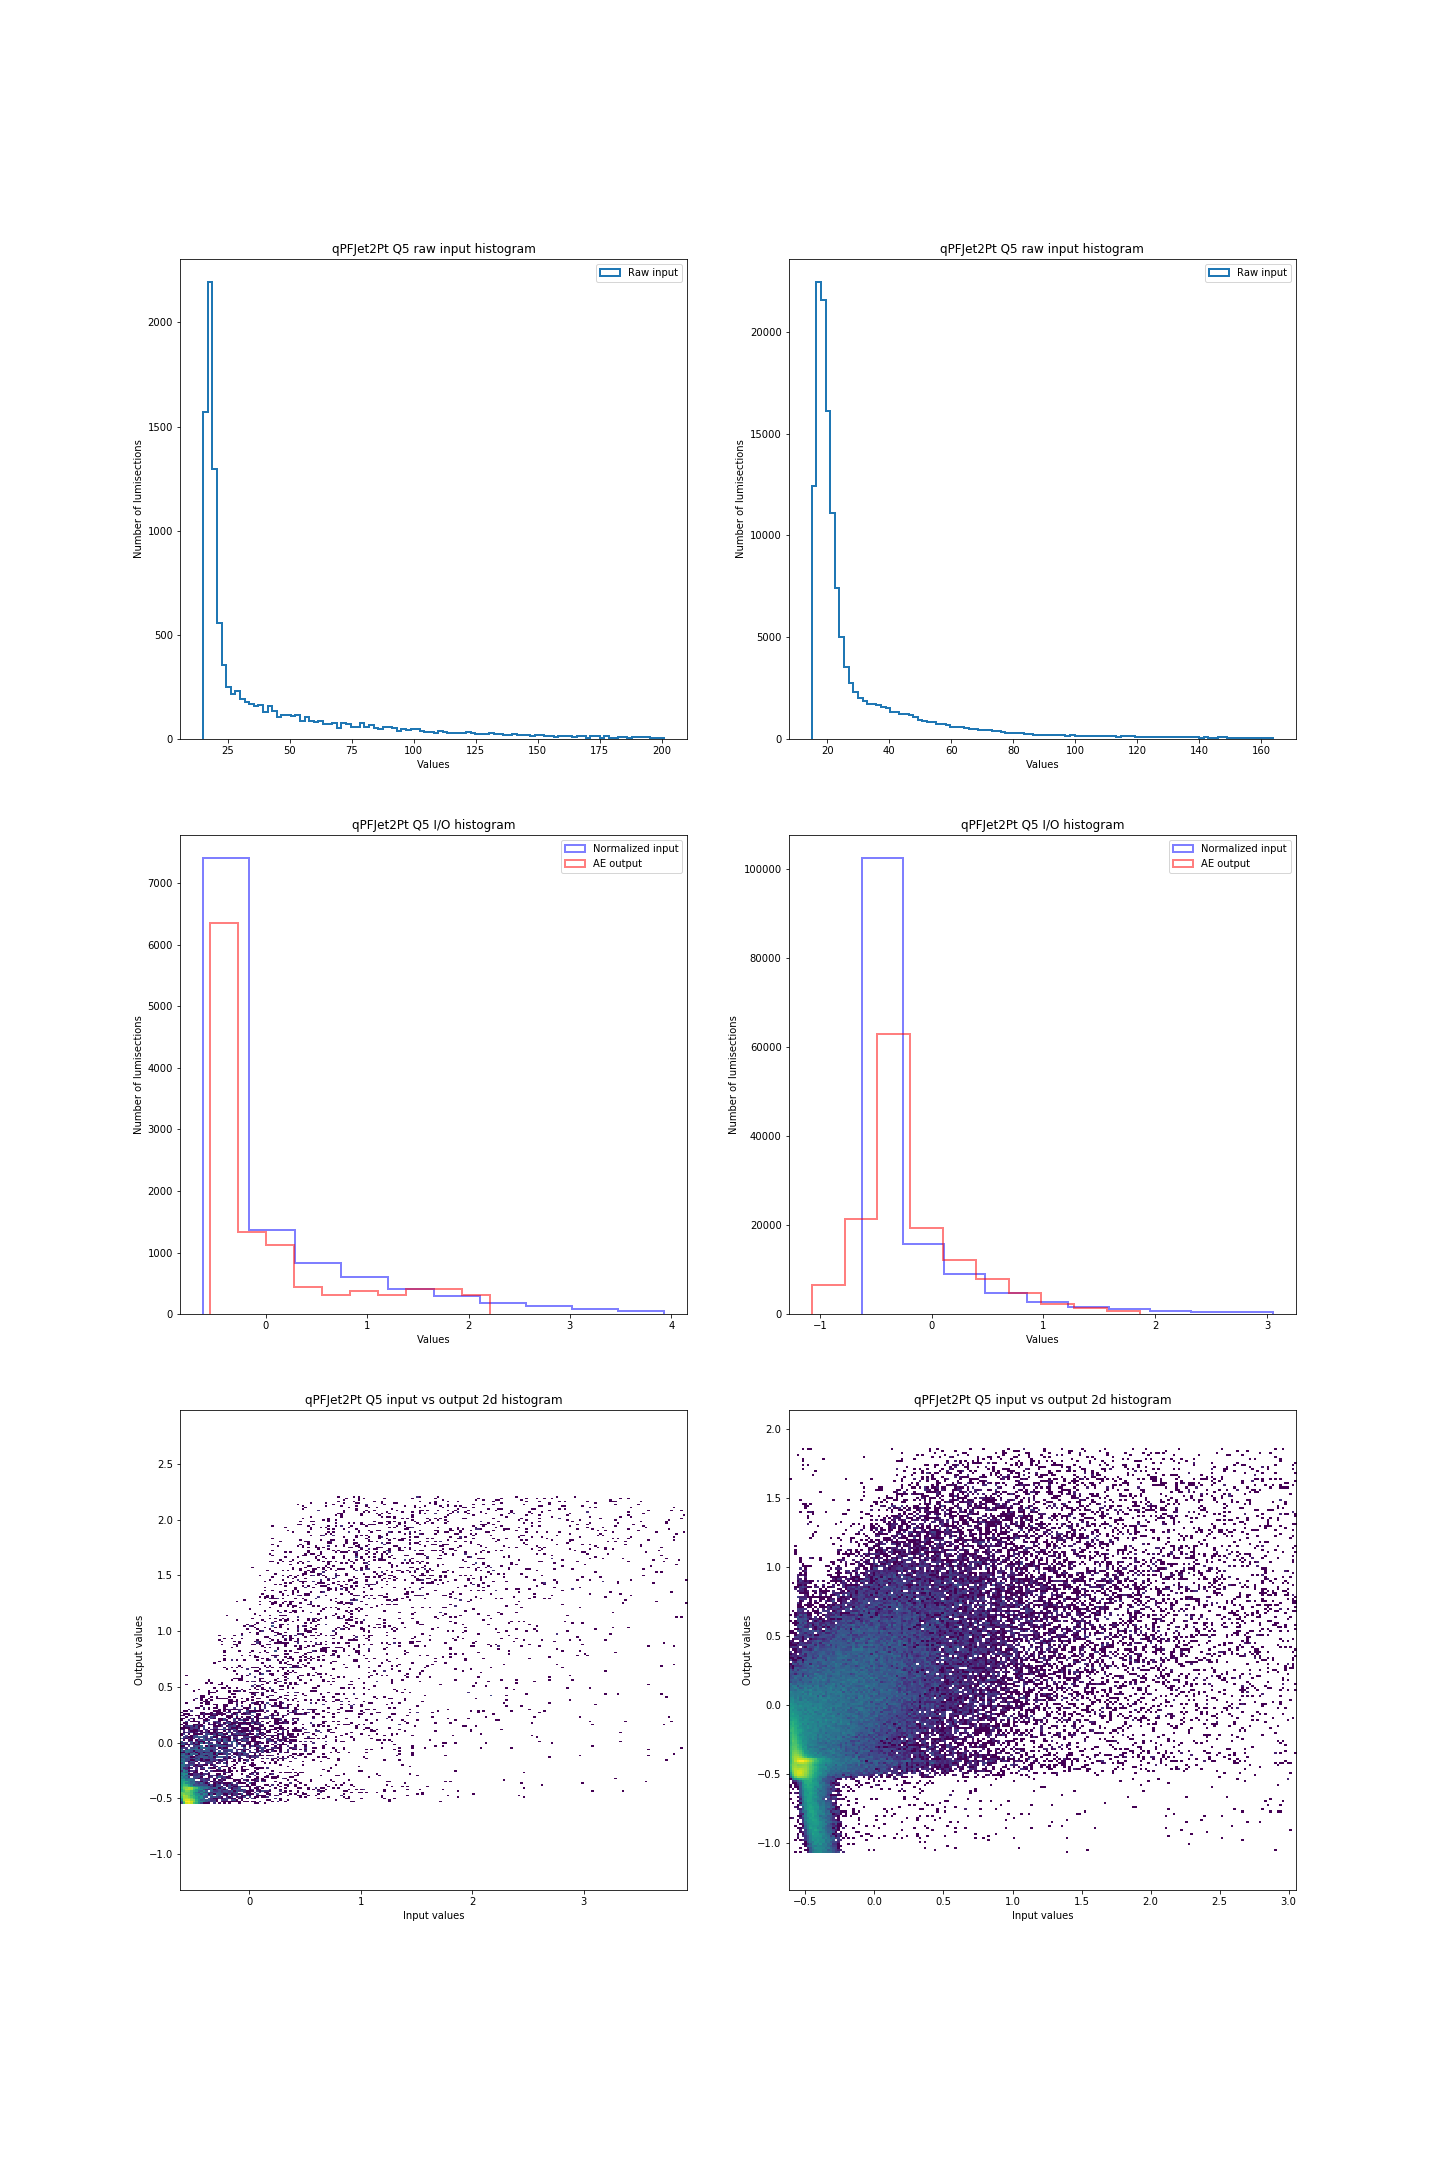 qPFJet2Pt Q5 raw input histogram
Raw input
Number of lumisections
2000
1500
1000
500
0
25 50 75 100 125 150 175 200
Values
qPFJet2Pt Q5 raw input histogram
Raw input
Number of lumisections
20000
15000
10000
5000
0
20 40 60 80 100 120 140 160
Values
qPFJet2Pt Q5 I/O histogram
Normalized input
AE output
Number of lumisections
7000
6000
5000
4000
3000
2000
1000
0
0 1 2 3 4
Values
qPFJet2Pt Q5 I/O histogram
Normalized input
AE output
Number of lumisections
100000
80000
60000
40000
20000
0
−1 0 1 2 3
Values
qPFJet2Pt Q5 input vs output 2d histogram
Output values
2.5
2.0
1.5
1.0
0.5
0.0
−0.5
−1.0
0 1 2 3
Input values
qPFJet2Pt Q5 input vs output 2d histogram
Output values
2.0
1.5
1.0
0.5
0.0
−0.5
−1.0
−0.5 0.0 0.5 1.0 1.5 2.0 2.5 3.0
Input values